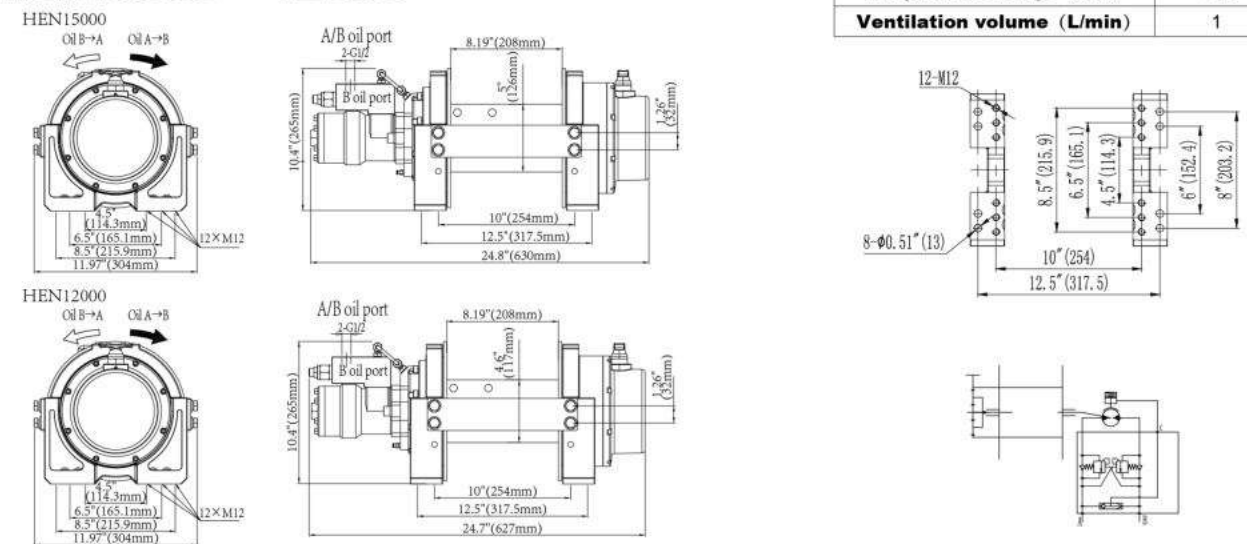 HEN15000
Oil B→A
Oil A→B
4.5"
(114.3mm)
6.5"(165.1mm)
8.5"(215.9mm)
11.97"(304mm)
12×M12
A/B oil port
2-G1/2
B oil port
8.19"(208mm)
5"
(126mm)
1.26"
(32mm)
10.4"(265mm)
10"(254mm)
12.5"(317.5mm)
24.8"(630mm)
HEN12000
Oil B→A
Oil A→B
4.5"
(114.3mm)
6.5"(165.1mm)
8.5"(215.9mm)
11.97"(304mm)
12×M12
A/B oil port
2-G1/2
B oil port
8.19"(208mm)
4.6"
(117mm)
1.26"
(32mm)
10.4"(265mm)
10"(254mm)
12.5"(317.5mm)
24.7"(627mm)
Ventilation volume（L/min）
1
12-M12
8.5"(215.9)
6.5"(165.1)
4.5"(114.3)
6"(152.4)
8"(203.2)
8-φ0.51"(13)
10"(254)
12.5"(317.5)